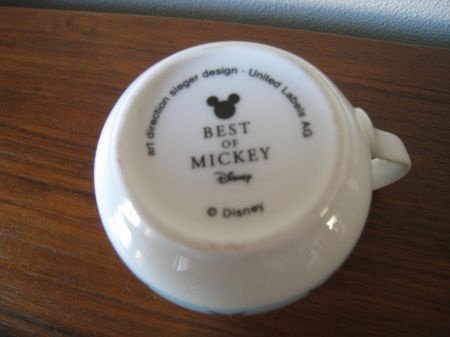 art direction sieger design - United Labels AG
BEST
OF
MICKEY
Disney
© Disney